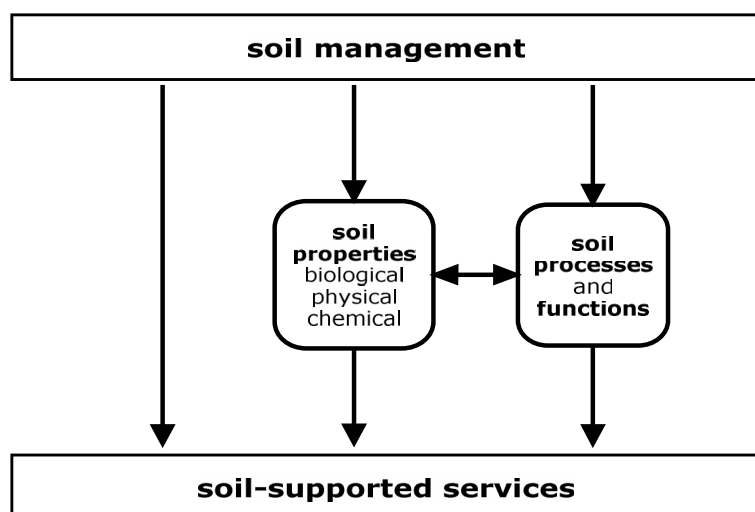 soil management
soil
properties
biological
physical
chemical
soil
processes
and
functions
soil-supported services